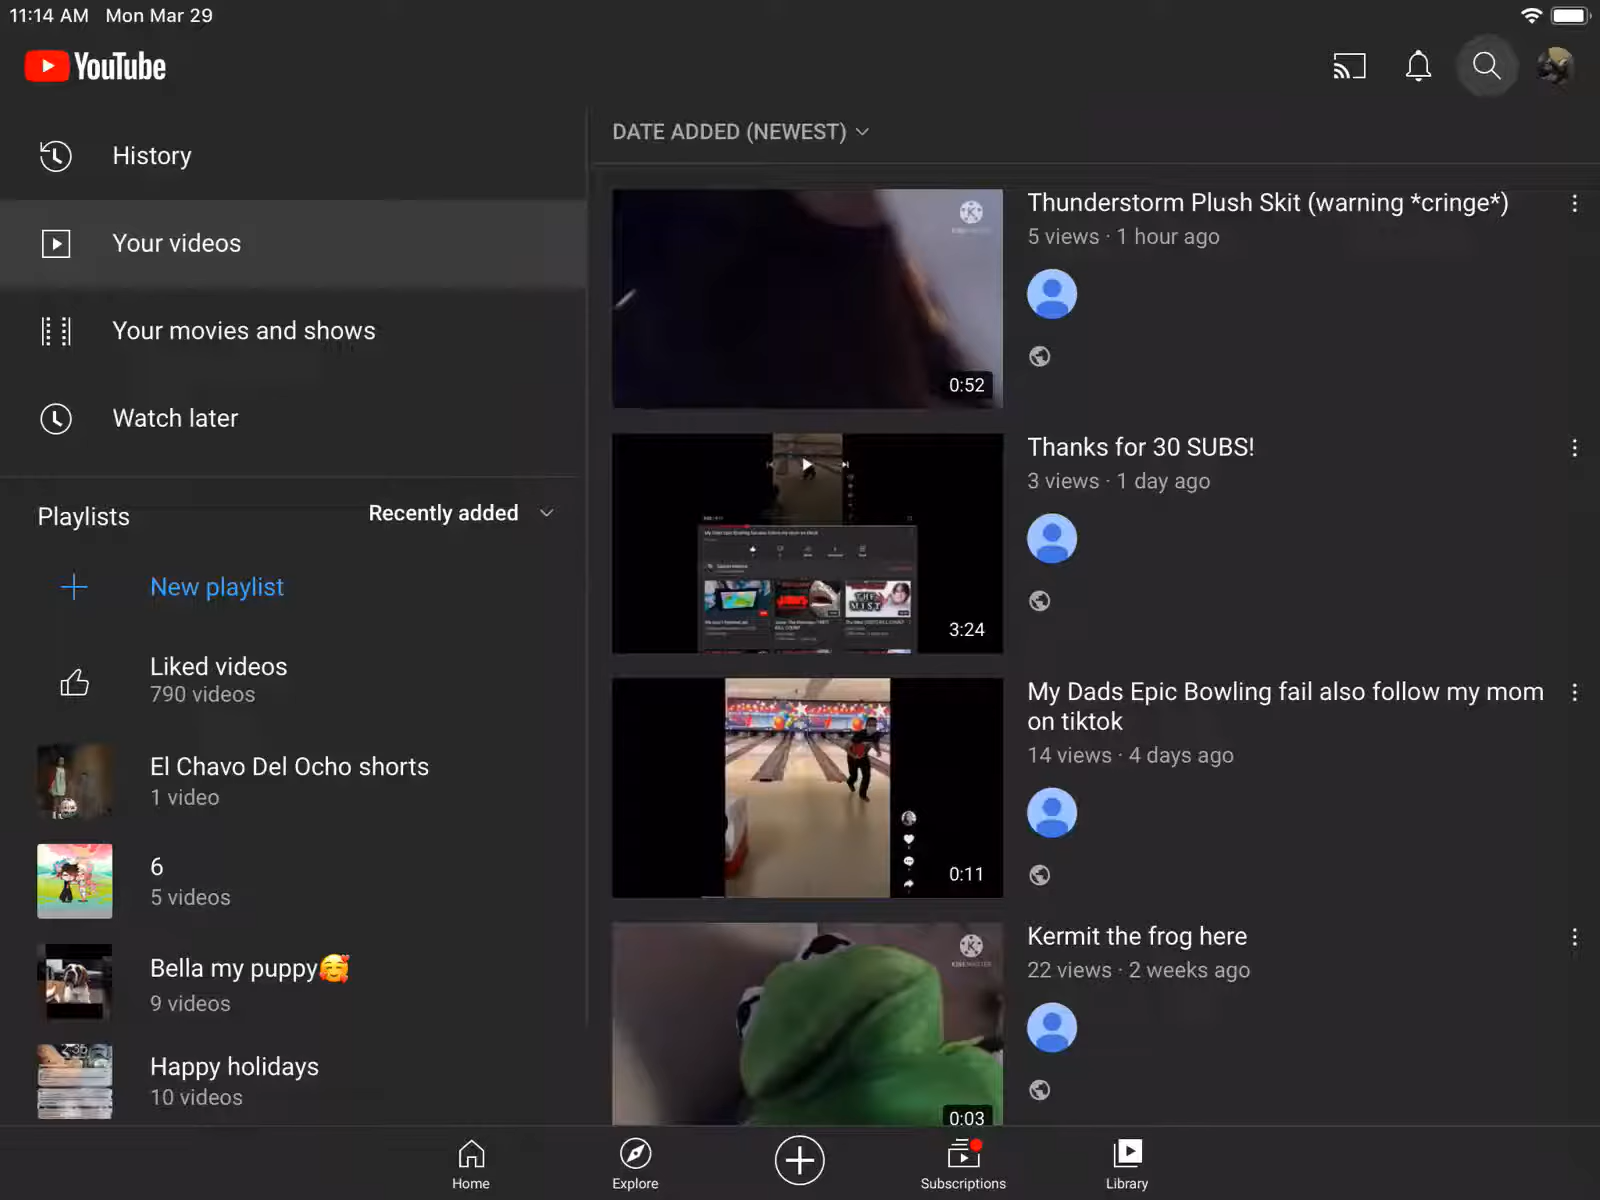 11:14 AM Mon Mar 29
YouTube
History
Your videos
Your movies and shows
Watch later
Playlists
Recently added
New playlist
Liked videos
790 videos
El Chavo Del Ocho shorts
1 video
6
5 videos
Bella my puppy🥰
9 videos
Happy holidays
10 videos
DATE ADDED (NEWEST)
0:52
Thunderstorm Plush Skit (warning *cringe*)
5 views · 1 hour ago
THE MIST
3:24
Thanks for 30 SUBS!
3 views · 1 day ago
0:11
My Dads Epic Bowling fail also follow my mom
on tiktok
14 views · 4 days ago
KINEMASTER
0:03
Kermit the frog here
22 views · 2 weeks ago
Home
Explore
Subscriptions
Library